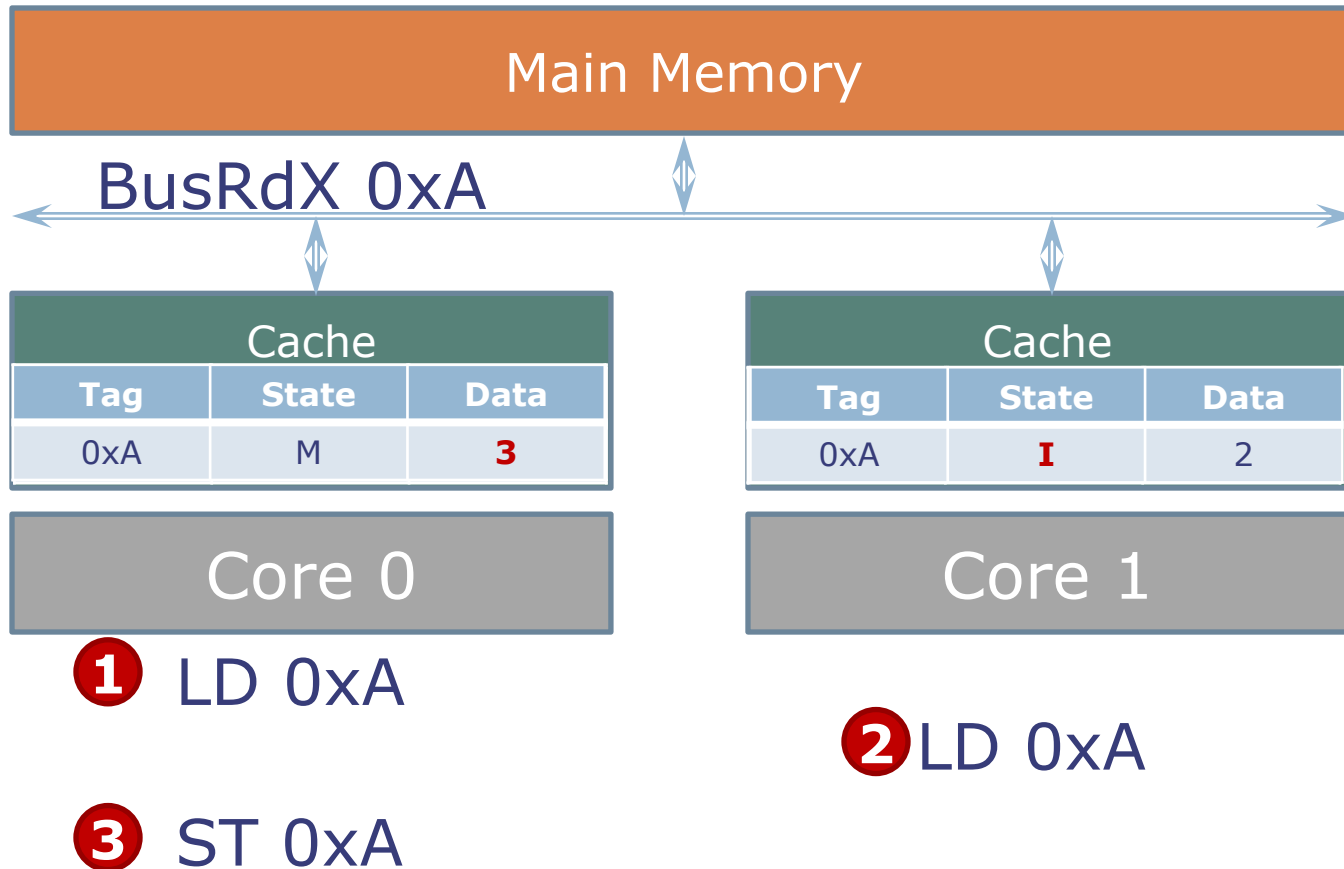 Main Memory
BusRdX 0xA
Cache
Tag State Data
0xA M 3
Cache
Tag State Data
0xA I 2
Core 0
Core 1
1 LD 0xA
2 LD 0xA
3 ST 0xA